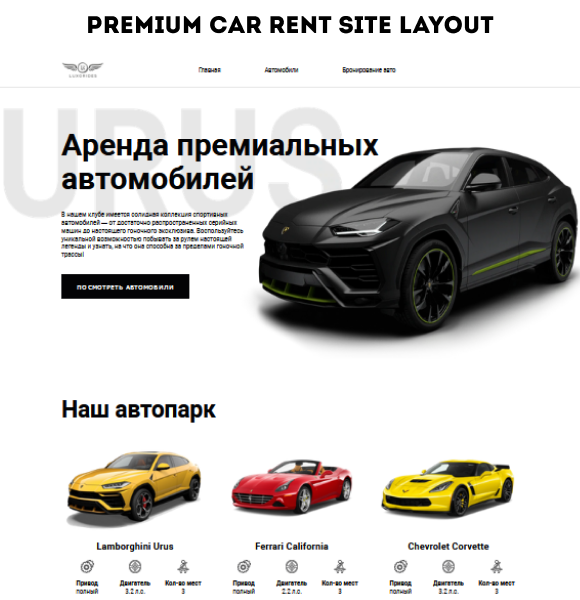 PREMIUM CAR RENT SITE LAYOUT
Главная Автомобили Бронирование авто
URUS
Аренда премиальных
автомобилей
В нашем клубе имеется солидная коллекция спортивных
автомобилей — от достаточно распространенных серийных
машин до настоящего гоночного эксклюзива. Воспользуйтесь
уникальной возможностью побывать за рулем настоящей
легенды и узнать, на что она способна за пределами гоночной
трассы!
ПОСМОТРЕТЬ АВТОМОБИЛИ
Наш автопарк
Lamborghini Urus Ferrari California Chevrolet Corvette
Привод Двигатель Кол-во мест Привод Двигатель Кол-во мест Привод Двигатель Кол-во мест
полный 3.2 л.с. 3 полный 2.2 л.с. 3 полный 3.2 л.с. 3